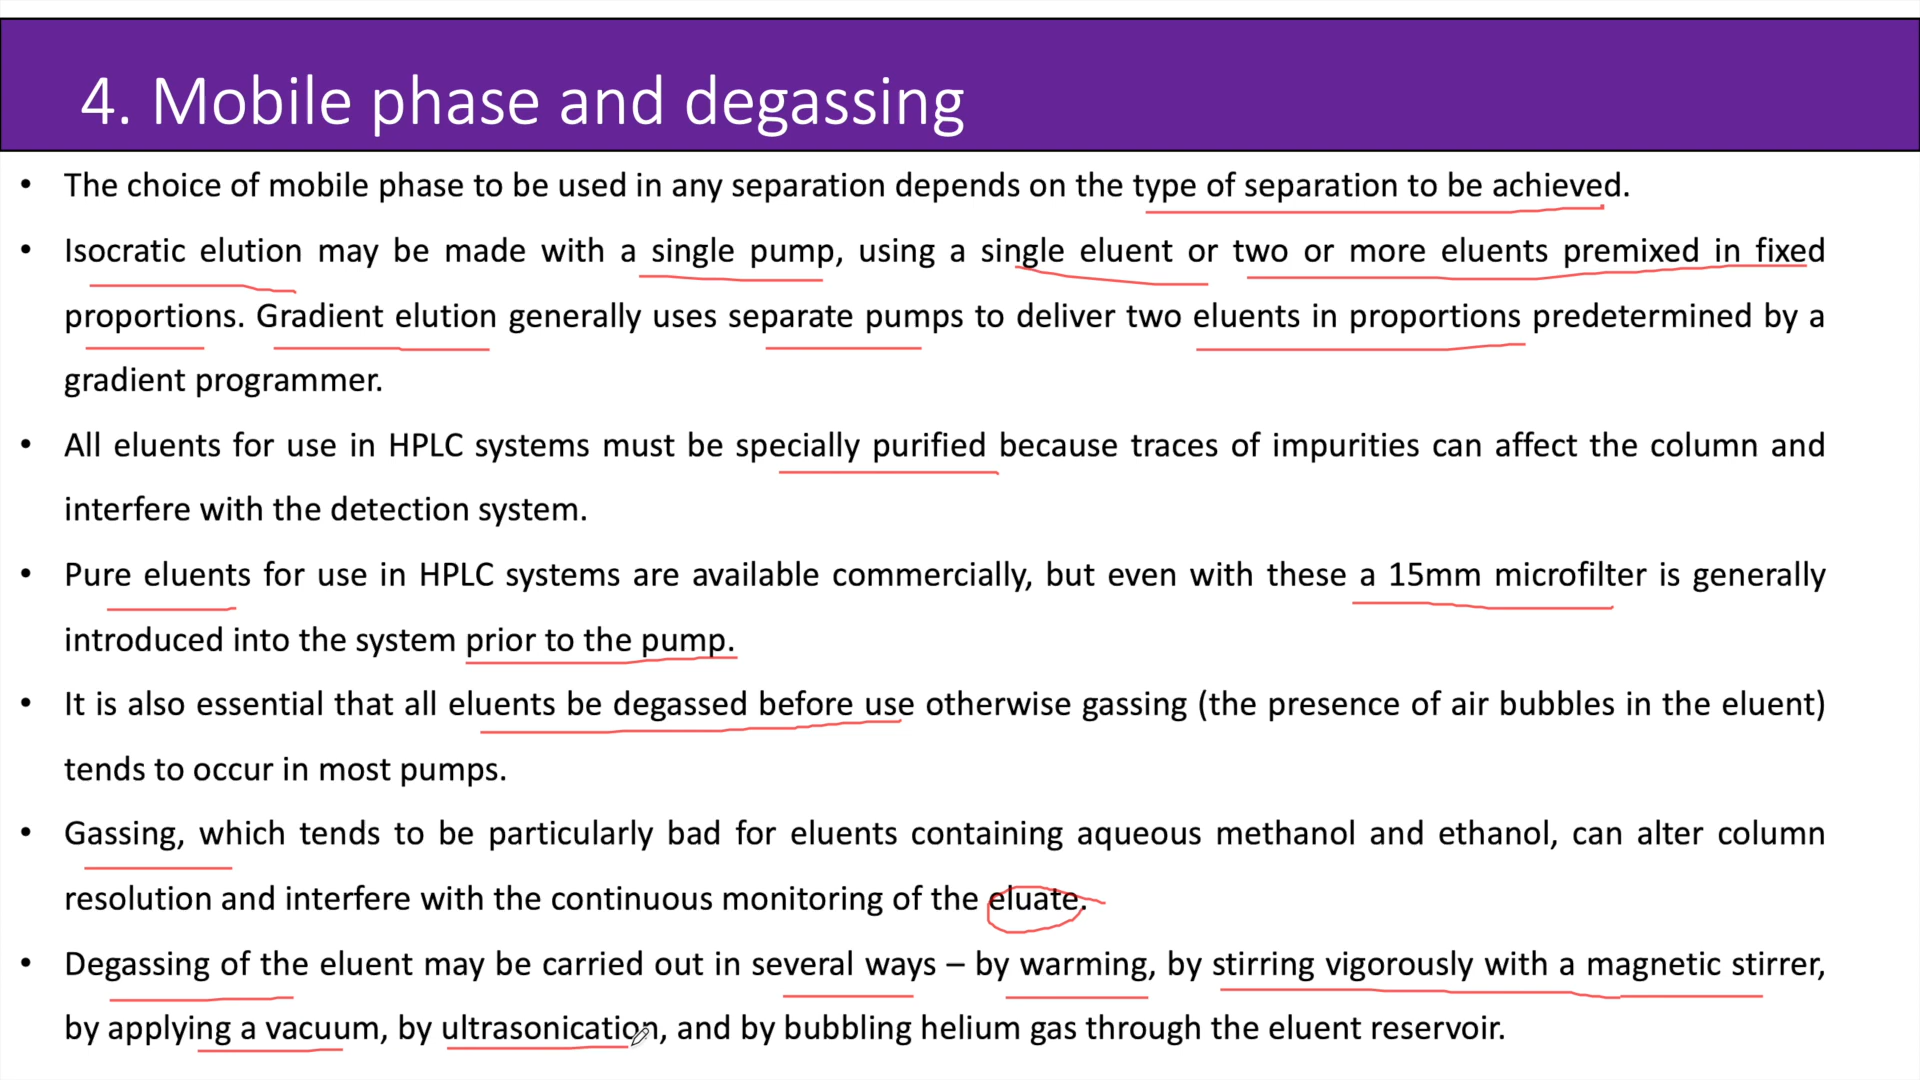 4. Mobile phase and degassing
• The choice of mobile phase to be used in any separation depends on the type of separation to be achieved.
• Isocratic elution may be made with a single pump, using a single eluent or two or more eluents premixed in fixed
proportions. Gradient elution generally uses separate pumps to deliver two eluents in proportions predetermined by a
gradient programmer.
• All eluents for use in HPLC systems must be specially purified because traces of impurities can affect the column and
interfere with the detection system.
• Pure eluents for use in HPLC systems are available commercially, but even with these a 15mm microfilter is generally
introduced into the system prior to the pump.
• It is also essential that all eluents be degassed before use otherwise gassing (the presence of air bubbles in the eluent)
tends to occur in most pumps.
• Gassing, which tends to be particularly bad for eluents containing aqueous methanol and ethanol, can alter column
resolution and interfere with the continuous monitoring of the eluate.
• Degassing of the eluent may be carried out in several ways – by warming, by stirring vigorously with a magnetic stirrer,
by applying a vacuum, by ultrasonication, and by bubbling helium gas through the eluent reservoir.